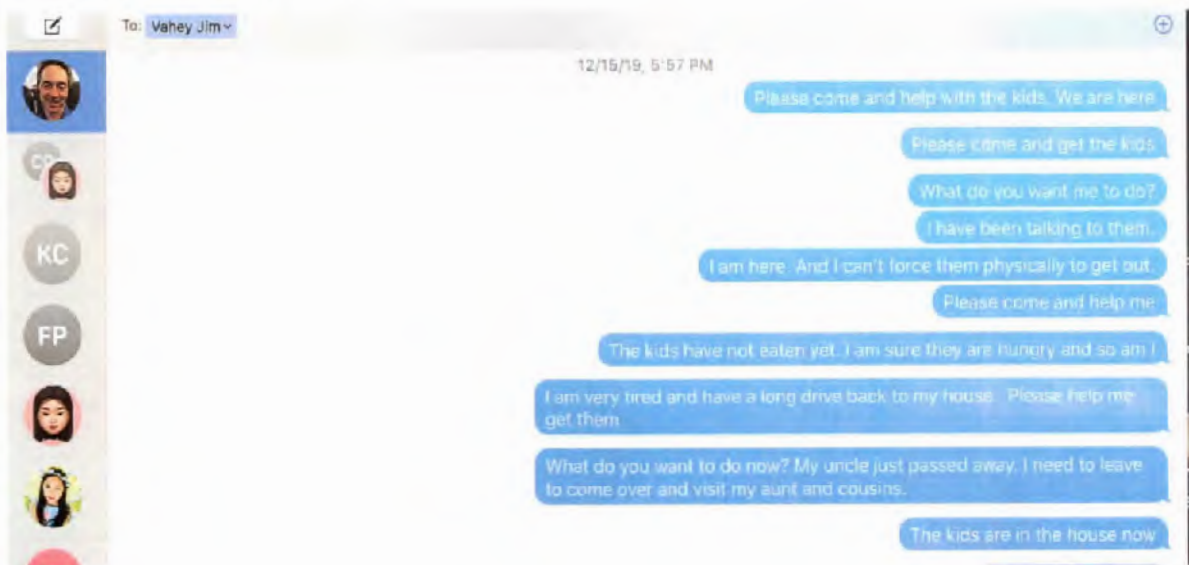 To: Vahey Jim
12/15/19, 5:57 PM
Please come and help with the kids. We are here
Please come and get the kids
What do you want me to do?
I have been talking to them.
I am here. And I can't force them physically to get out.
Please come and help me
The kids have not eaten yet. I am sure they are hungry and so am I
I am very tired and have a long drive back to my house. Please help me
get them
What do you want to do now? My uncle just passed away. I need to leave
to come over and visit my aunt and cousins.
The kids are in the house now
KC
FP